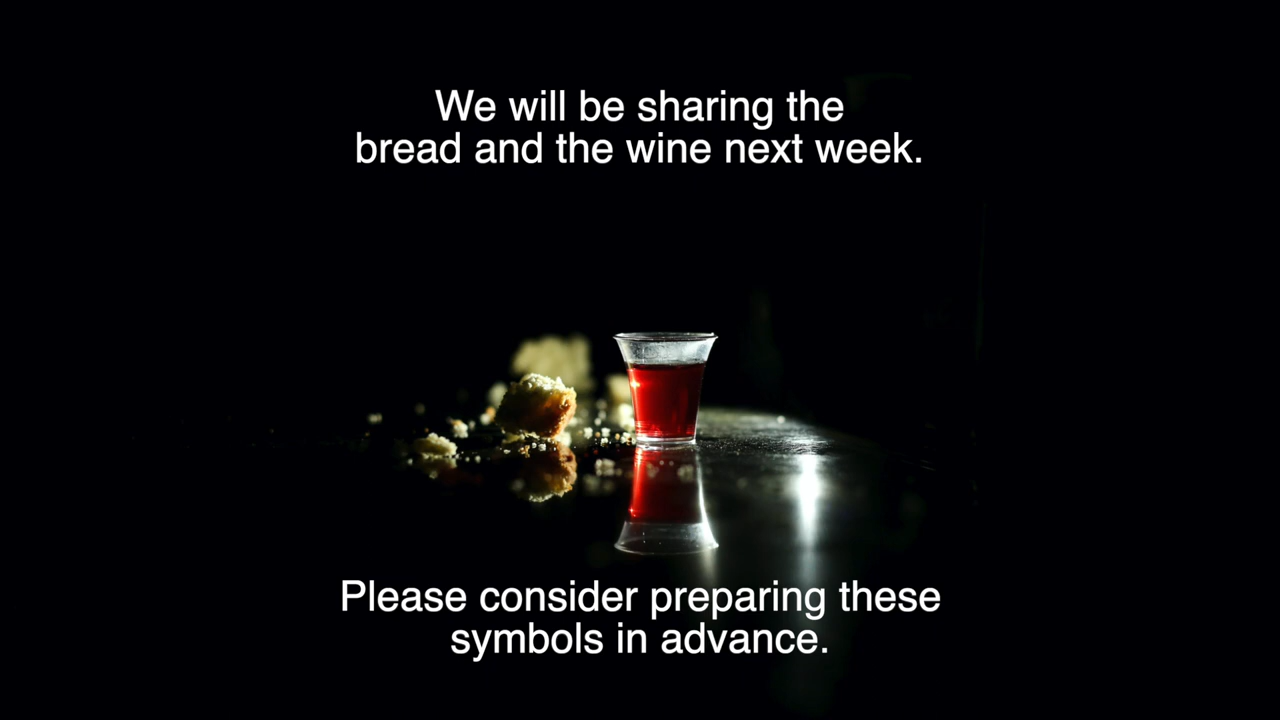 We will be sharing the
bread and the wine next week.
Please consider preparing these
symbols in advance.